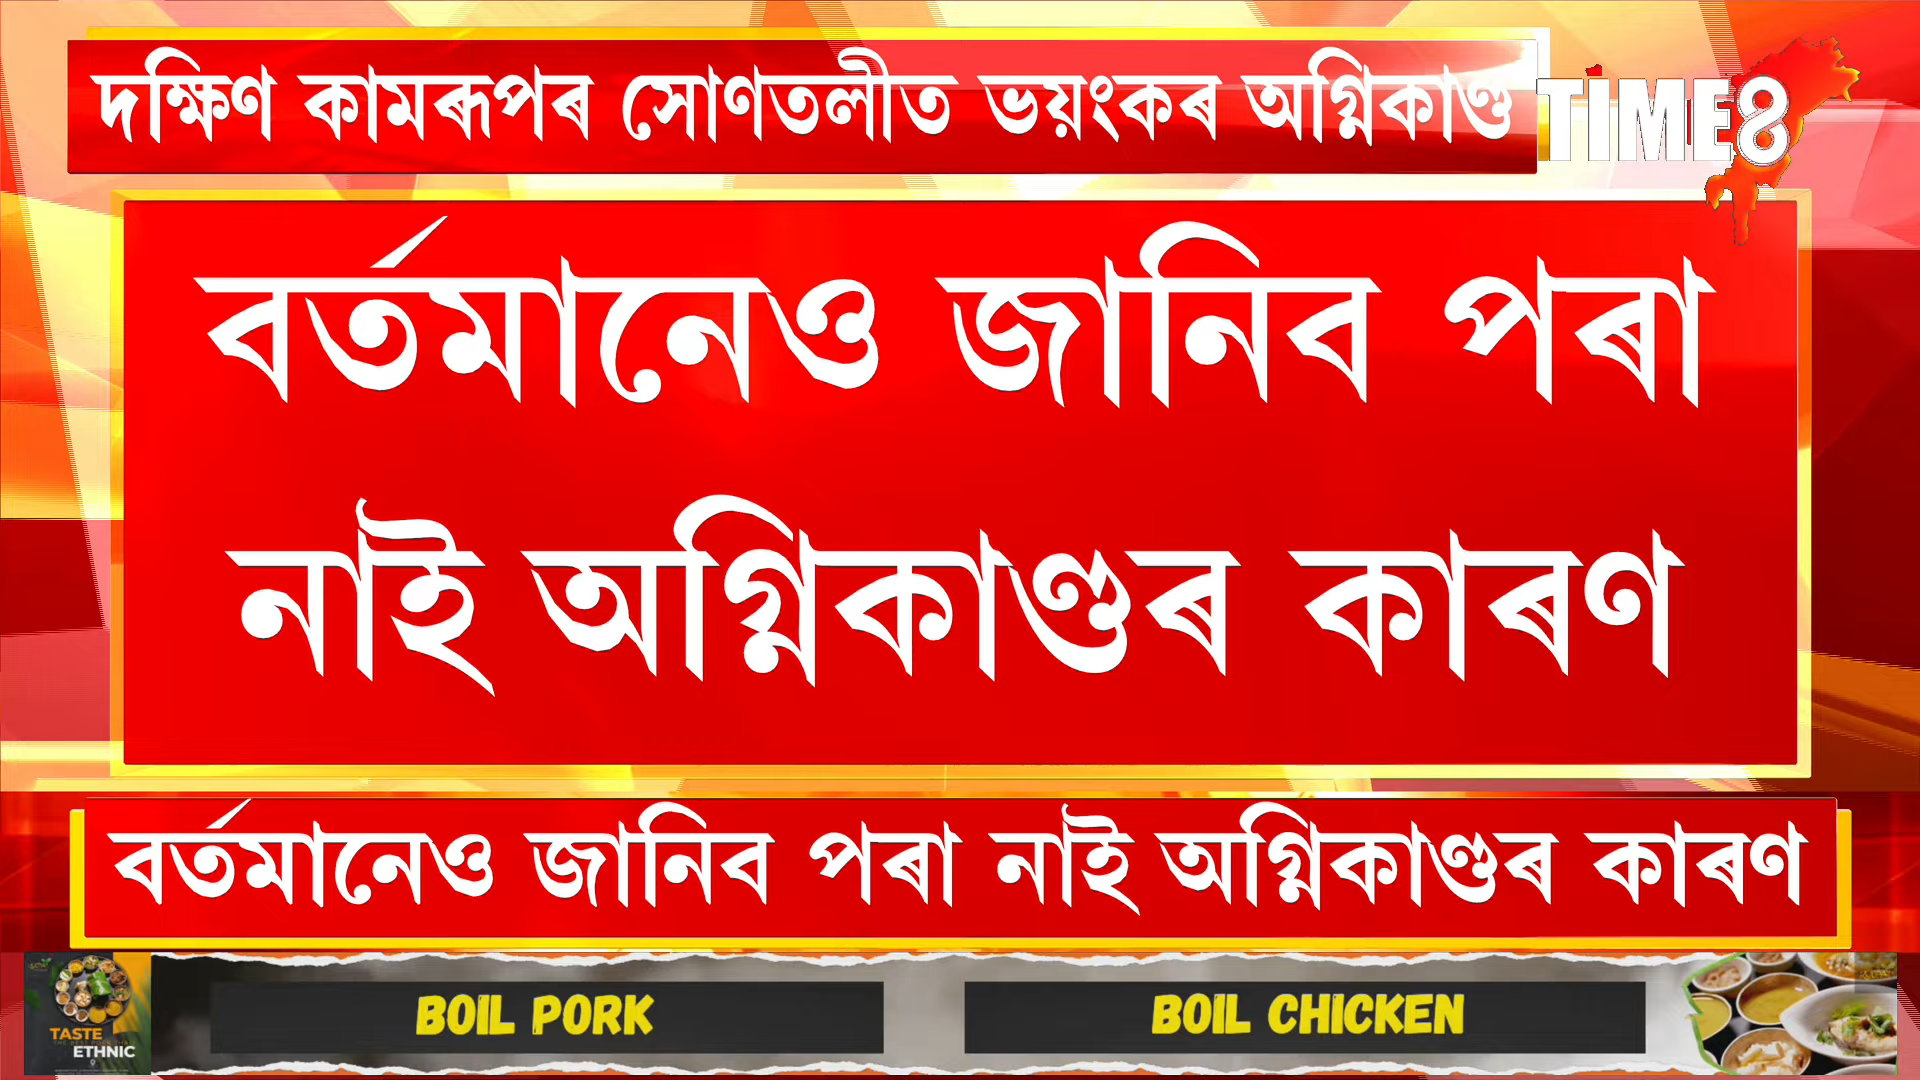 দক্ষিণ কামৰূপৰ সোণতলীত ভয়ংকৰ অগ্নিকাণ্ড
TIME8
বৰ্তমানেও জানিব পৰা
নাই অগ্নিকাণ্ডৰ কাৰণ
বৰ্তমানেও জানিব পৰা নাই অগ্নিকাণ্ডৰ কাৰণ
TASTE
ETHNIC
BOIL PORK
BOIL CHICKEN